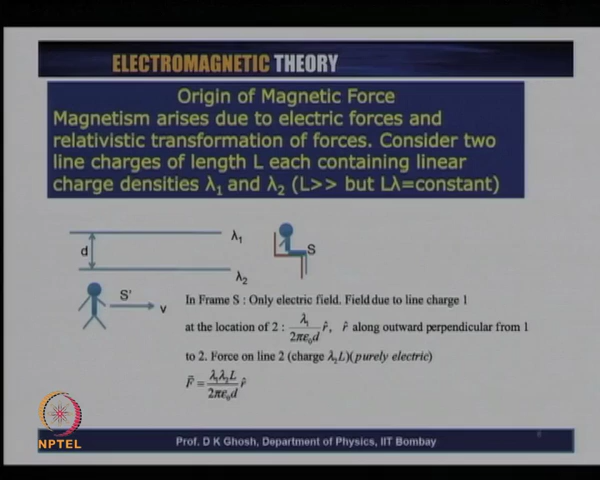 ELECTROMAGNETIC THEORY
Origin of Magnetic Force
Magnetism arises due to electric forces and
relativistic transformation of forces. Consider two
line charges of length L each containing linear
charge densities λ₁ and λ₂ (L>> but Lλ=constant)
λ₁
d
S
λ₂
S'
v
In Frame S : Only electric field. Field due to line charge 1
at the location of 2 : λ₁/2πε₀d r̂, r̂ along outward perpendicular from 1
to 2. Force on line 2 (charge λ₂L)(purely electric)
F⃗ = λ₁λ₂L/2πε₀d r̂
NPTEL
Prof. D K Ghosh, Department of Physics, IIT Bombay